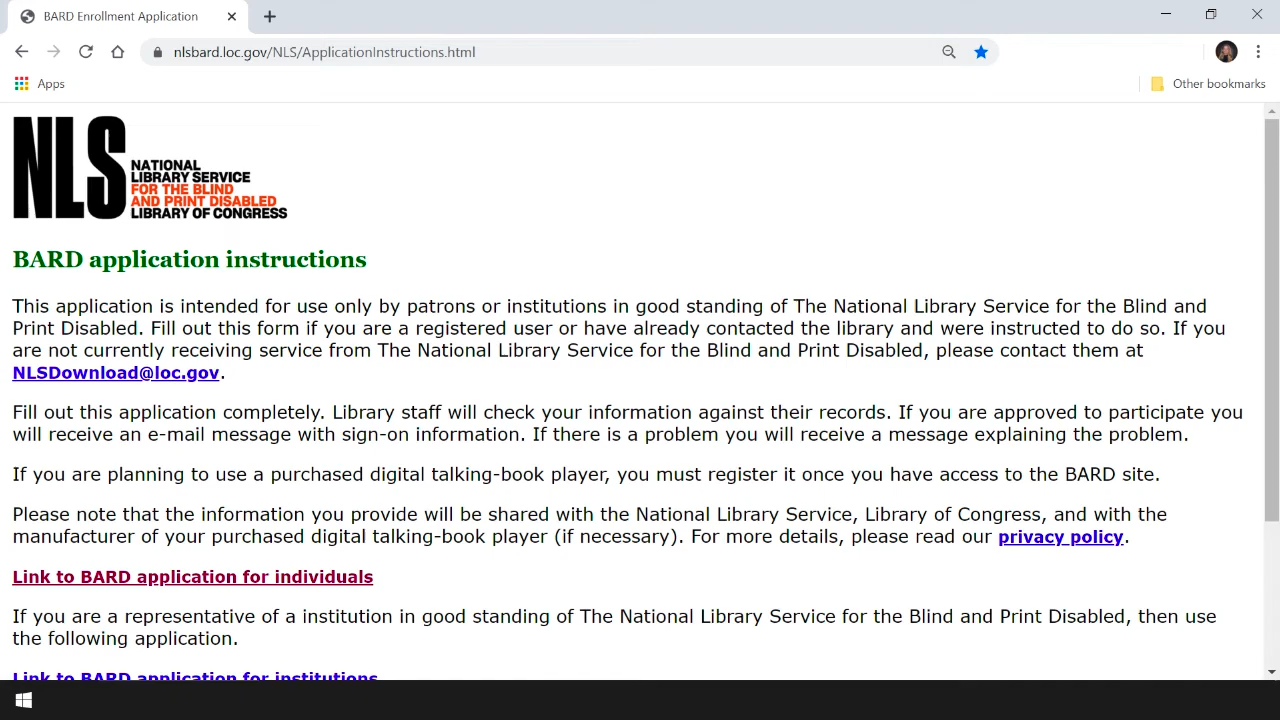 BARD Enrollment Application
nlsbard.loc.gov/NLS/ApplicationInstructions.html
Apps
Other bookmarks
NLS
NATIONAL
LIBRARY SERVICE
FOR THE BLIND
AND PRINT DISABLED
LIBRARY OF CONGRESS
BARD application instructions
This application is intended for use only by patrons or institutions in good standing of The National Library Service for the Blind and
Print Disabled. Fill out this form if you are a registered user or have already contacted the library and were instructed to do so. If you
are not currently receiving service from The National Library Service for the Blind and Print Disabled, please contact them at
NLSDownload@loc.gov.
Fill out this application completely. Library staff will check your information against their records. If you are approved to participate you
will receive an e-mail message with sign-on information. If there is a problem you will receive a message explaining the problem.
If you are planning to use a purchased digital talking-book player, you must register it once you have access to the BARD site.
Please note that the information you provide will be shared with the National Library Service, Library of Congress, and with the
manufacturer of your purchased digital talking-book player (if necessary). For more details, please read our privacy policy.
Link to BARD application for individuals
If you are a representative of a institution in good standing of The National Library Service for the Blind and Print Disabled, then use
the following application.
Link to BARD application for institutions